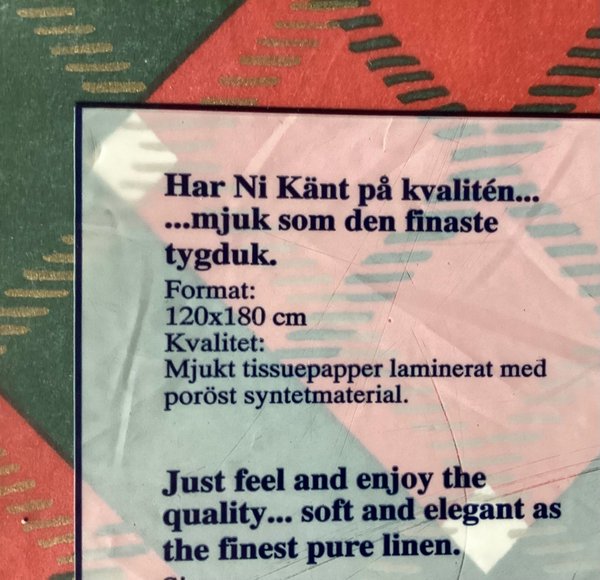 Har Ni Känt på kvalitén...
...mjuk som den finaste
tygduk.
Format:
120x180 cm
Kvalitet:
Mjukt tissuepapper laminerat med
poröst syntetmaterial.
Just feel and enjoy the
quality... soft and elegant as
the finest pure linen.